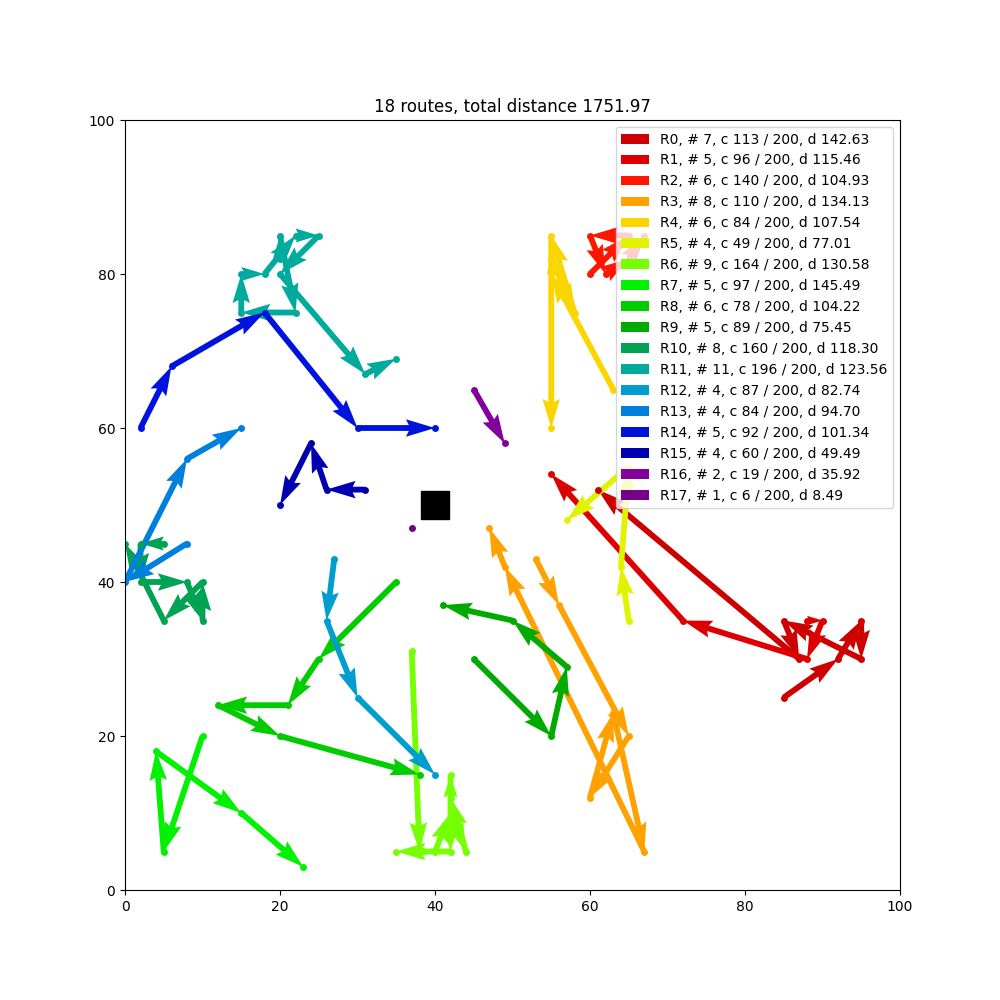 18 routes, total distance 1751.97
100
80
60
40
20
0
0 20 40 60 80 100
R0, # 7, c 113 / 200, d 142.63
R1, # 5, c 96 / 200, d 115.46
R2, # 6, c 140 / 200, d 104.93
R3, # 8, c 110 / 200, d 134.13
R4, # 6, c 84 / 200, d 107.54
R5, # 4, c 49 / 200, d 77.01
R6, # 9, c 164 / 200, d 130.58
R7, # 5, c 97 / 200, d 145.49
R8, # 6, c 78 / 200, d 104.22
R9, # 5, c 89 / 200, d 75.45
R10, # 8, c 160 / 200, d 118.30
R11, # 11, c 196 / 200, d 123.56
R12, # 4, c 87 / 200, d 82.74
R13, # 4, c 84 / 200, d 94.70
R14, # 5, c 92 / 200, d 101.34
R15, # 4, c 60 / 200, d 49.49
R16, # 2, c 19 / 200, d 35.92
R17, # 1, c 6 / 200, d 8.49